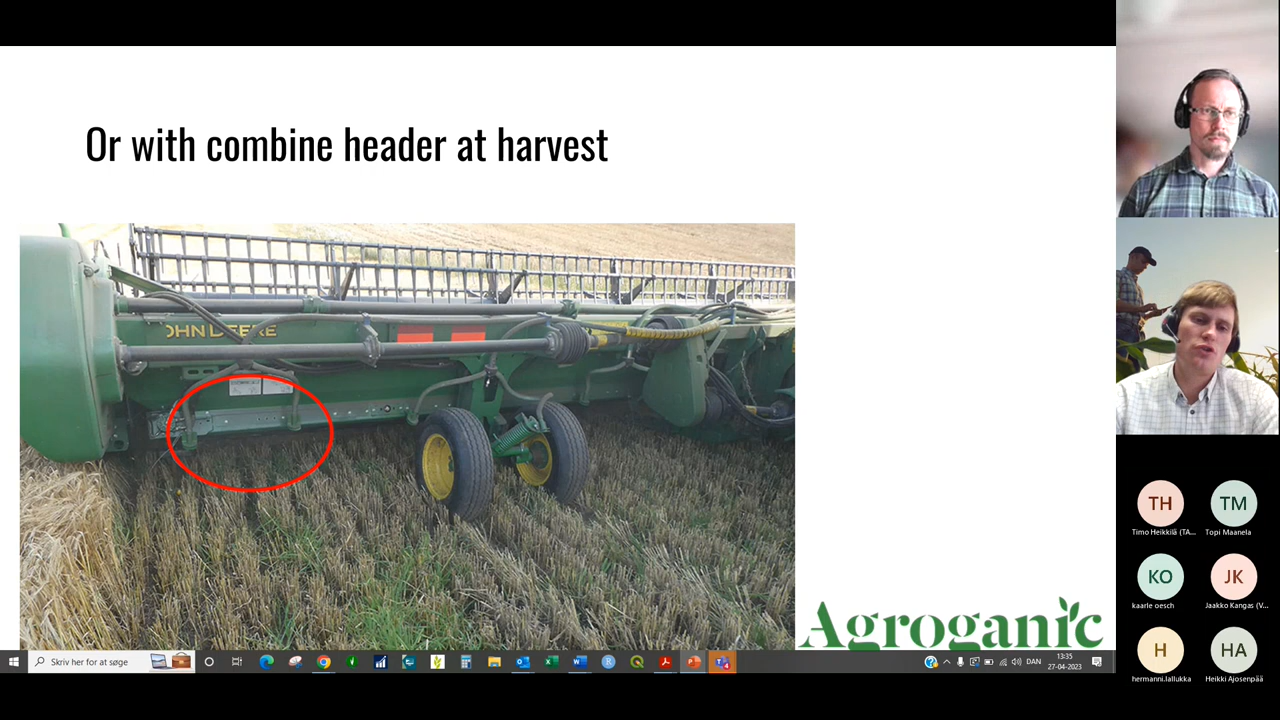 Or with combine header at harvest
OHN DEERE
Agroganic
TH
TM
Timo Heikkilä (TA...
Topi Maanela
KO
JK
kaarle oesch
Jaakko Kangas (V...
H
HA
hermanni.lallukka
Heikki Ajosenpää
Skriv her for at søge
DAN
13:35
27-04-2023